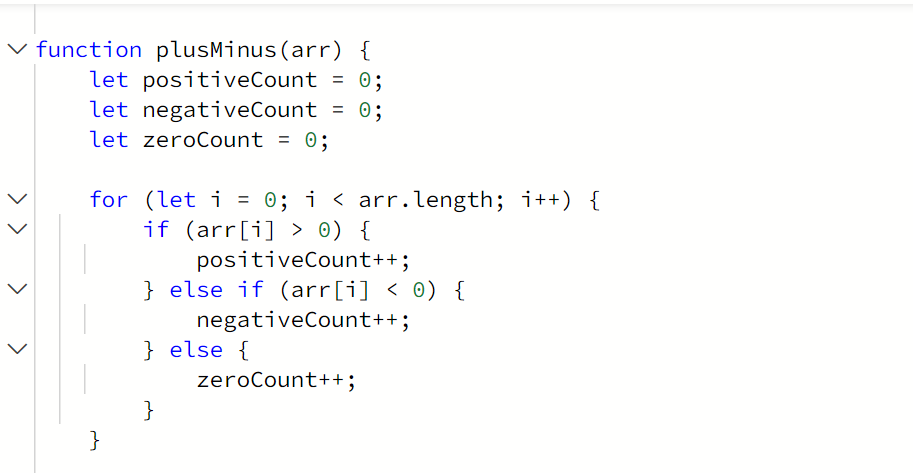 function plusMinus(arr) {
    let positiveCount = 0;
    let negativeCount = 0;
    let zeroCount = 0;

    for (let i = 0; i < arr.length; i++) {
        if (arr[i] > 0) {
            positiveCount++;
        } else if (arr[i] < 0) {
            negativeCount++;
        } else {
            zeroCount++;
        }
    }